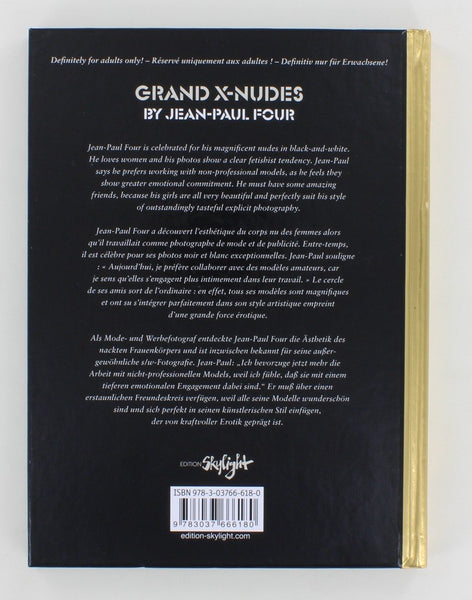 Definitely for adults only! – Réservé uniquement aux adultes ! – Definitiv nur für Erwachsene!
GRAND X-NUDES
BY JEAN-PAUL FOUR
Jean-Paul Four is celebrated for his magnificent nudes in black-and-white.
He loves women and his photos show a clear fetishist tendency. Jean-Paul
says he prefers working with non-professional models, as he feels they
show greater emotional commitment. He must have some amazing
friends, because his girls are all very beautiful and perfectly suit his style
of outstandingly tasteful explicit photography.
Jean-Paul Four a découvert l'esthétique du corps nu des femmes alors
qu'il travaillait comme photographe de mode et de publicité. Entre-temps,
il est célèbre pour ses photos noir et blanc exceptionnelles. Jean-Paul souligne
: « Aujourd'hui, je préfère collaborer avec des modèles amateurs, car
je sens qu'elles s'engagent plus intimement dans leur travail. » Le cercle
de ses amis sort de l'ordinaire : en effet, tous ses modèles sont magnifiques
et ont su s'intégrer parfaitement dans son style artistique empreint
d'une grande force érotique.
Als Mode- und Werbefotograf entdeckte Jean-Paul Four die Ästhetik des
nackten Frauenkörpers und ist inzwischen bekannt für seine außer-
gewöhnliche s/w-Fotografie. Jean-Paul: „Ich bevorzuge jetzt mehr die
Arbeit mit nicht-professionellen Models, weil ich fühle, daß sie mit einem
tieferen emotionalen Engagement dabei sind." Er muß über einen
erstaunlichen Freundeskreis verfügen, weil alle seine Modelle wunderschön
sind und sich perfekt in seinen künstlerischen Stil einfügen,
der von kraftvoller Erotik geprägt ist.
EDITION Skylight
ISBN 978-3-03766-618-0
9 783037 666180
edition-skylight.com